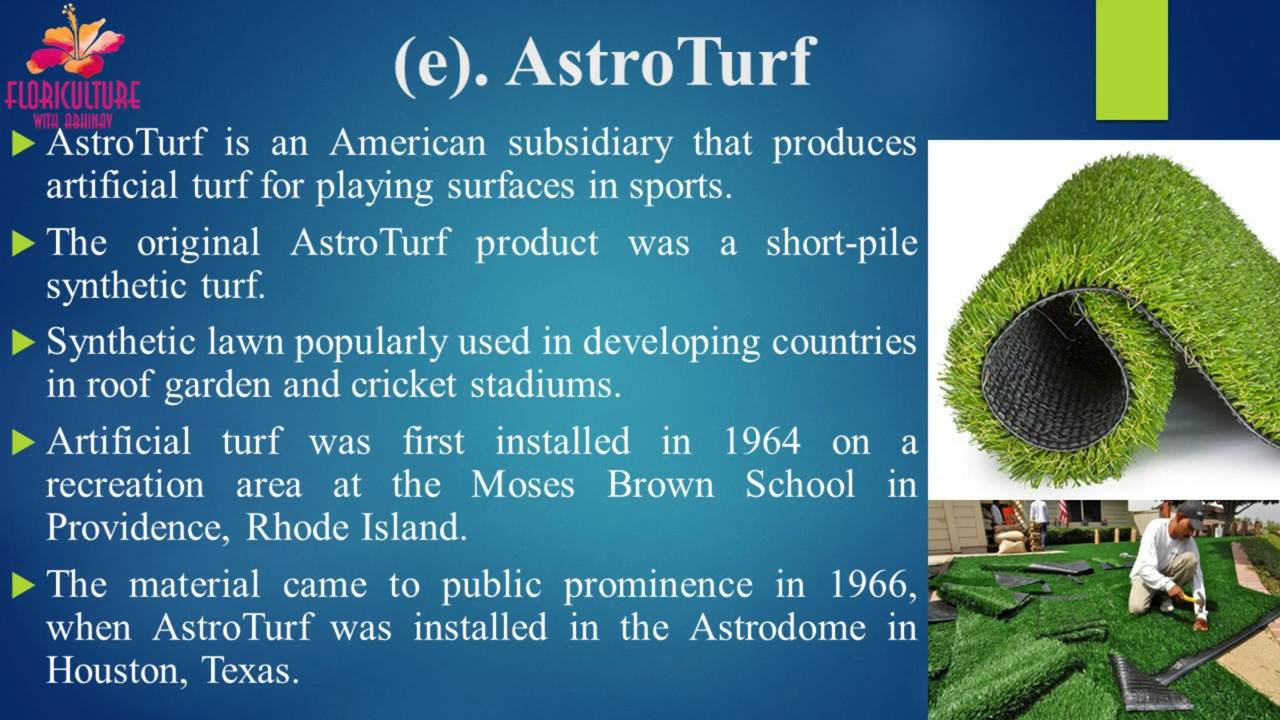 (e). AstroTurf
FLORICULTURE
WITH ABHINAV
AstroTurf is an American subsidiary that produces
artificial turf for playing surfaces in sports.
The original AstroTurf product was a short-pile
synthetic turf.
Synthetic lawn popularly used in developing countries
in roof garden and cricket stadiums.
Artificial turf was first installed in 1964 on a
recreation area at the Moses Brown School in
Providence, Rhode Island.
The material came to public prominence in 1966,
when AstroTurf was installed in the Astrodome in
Houston, Texas.